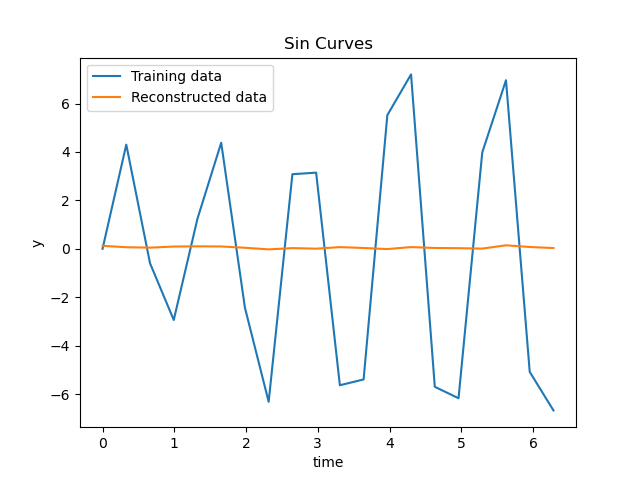 Sin Curves
Training data
Reconstructed data
6
4
2
0
−2
−4
−6
y
0 1 2 3 4 5 6
time